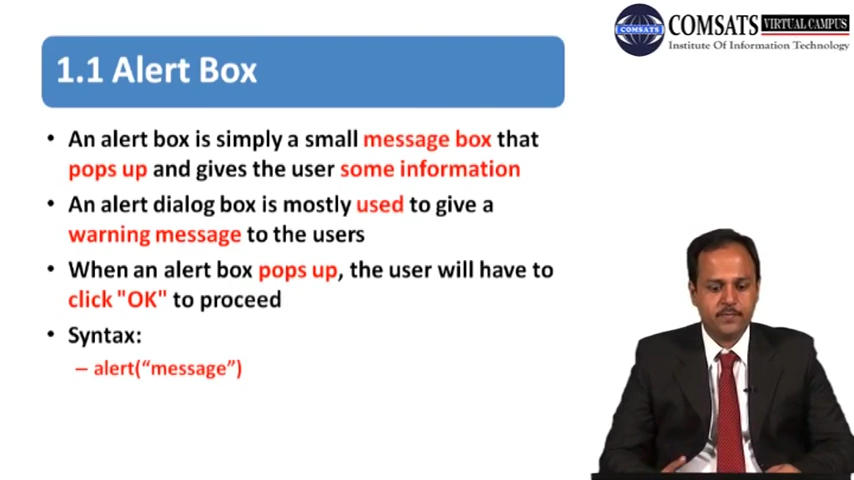 COMSATS VIRTUAL CAMPUS
COMSATS
Institute Of Information Technology
1.1 Alert Box
• An alert box is simply a small message box that
pops up and gives the user some information
• An alert dialog box is mostly used to give a
warning message to the users
• When an alert box pops up, the user will have to
click "OK" to proceed
• Syntax:
– alert(“message”)